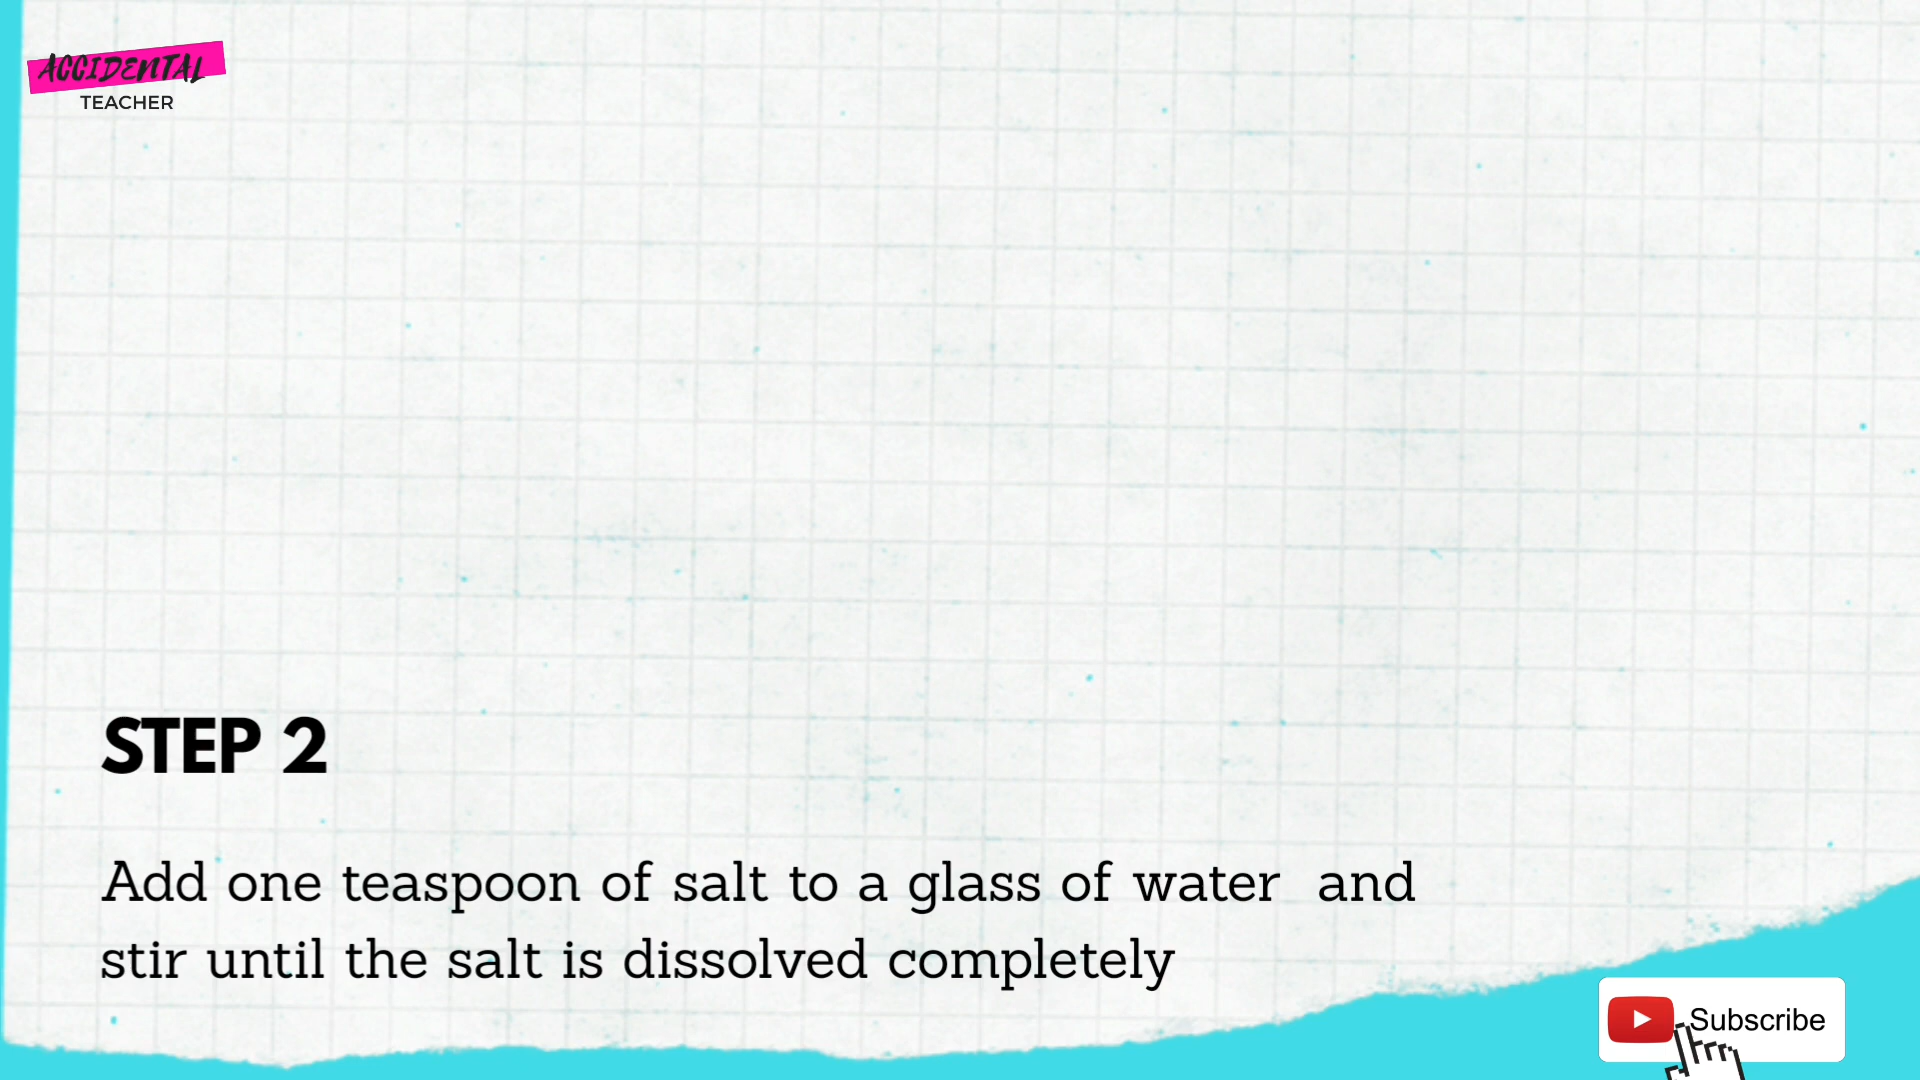 ACCIDENTAL
TEACHER
STEP 2
Add one teaspoon of salt to a glass of water  and
stir until the salt is dissolved completely
Subscribe